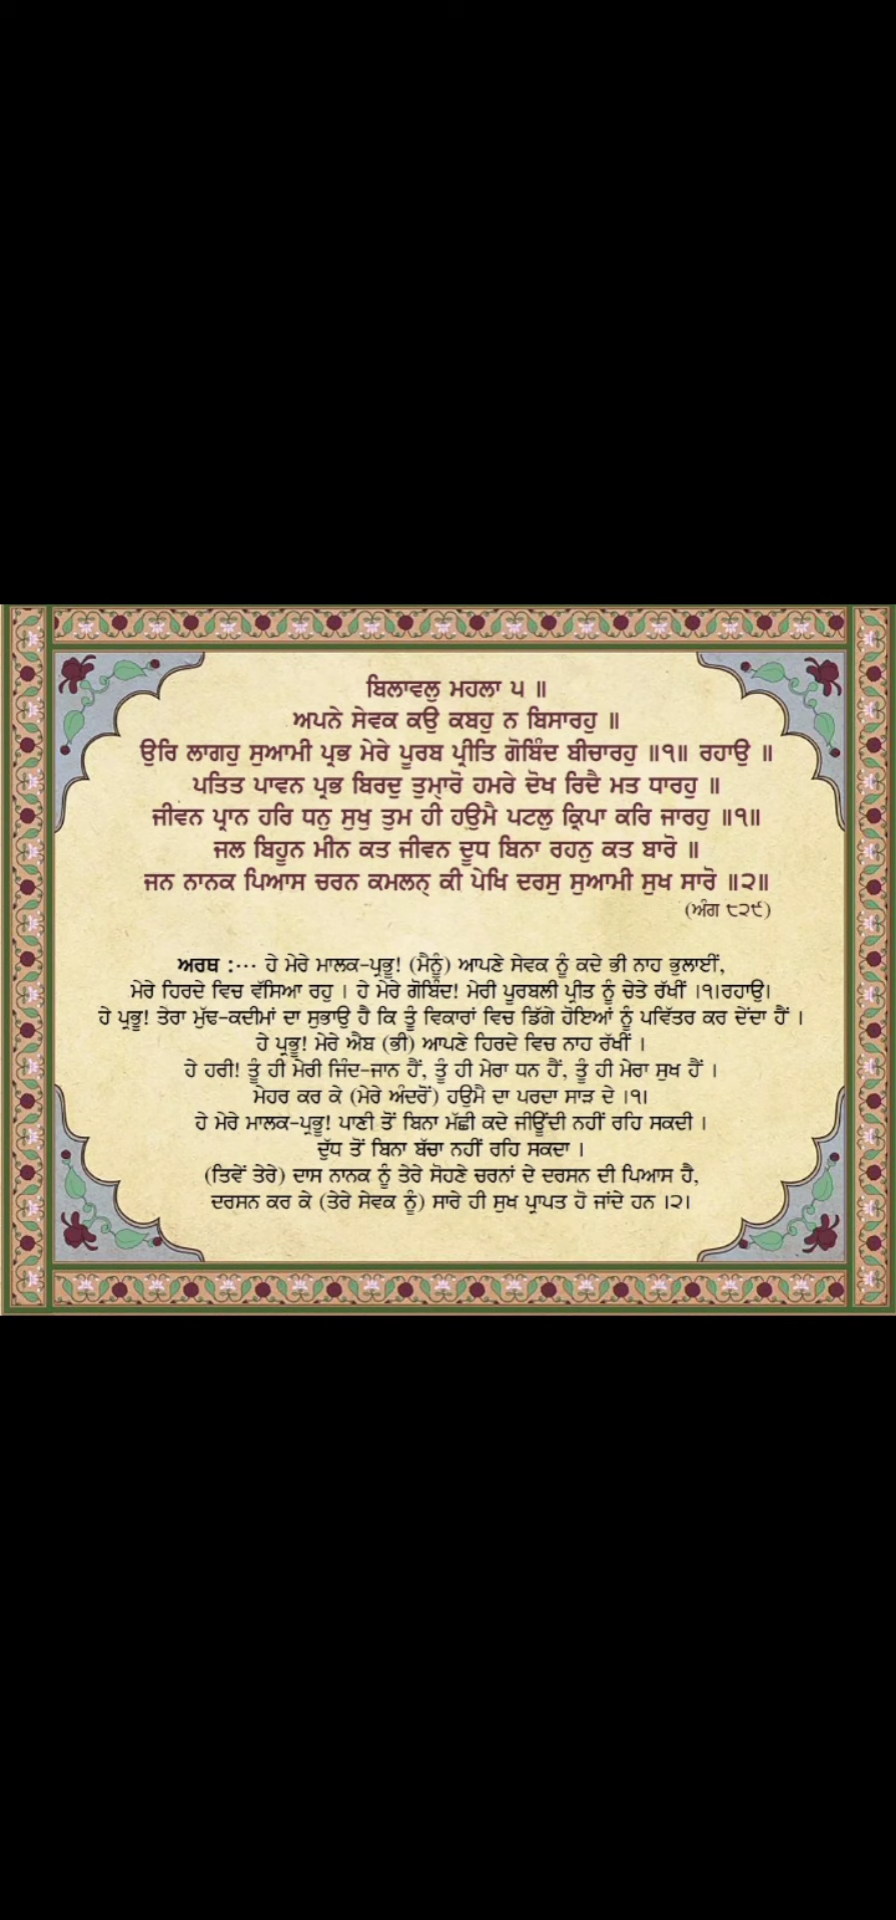 ਬਿਲਾਵਲੁ ਮਹਲਾ ੫ ॥
ਅਪਨੇ ਸੇਵਕ ਕਉ ਕਬਹੁ ਨ ਬਿਸਾਰਹੁ ॥
ਉਰਿ ਲਾਗਹੁ ਸੁਆਮੀ ਪ੍ਰਭ ਮੇਰੇ ਪੂਰਬ ਪ੍ਰੀਤਿ ਗੋਬਿੰਦ ਬੀਚਾਰਹੁ ॥੧॥ ਰਹਾਉ ॥
ਪਤਿਤ ਪਾਵਨ ਪ੍ਰਭ ਬਿਰਦੁ ਤੁਮ੍ਹਾਰੋ ਹਮਰੇ ਦੋਖ ਰਿਦੈ ਮਤ ਧਾਰਹੁ ॥
ਜੀਵਨ ਪ੍ਰਾਨ ਹਰਿ ਧਨੁ ਸੁਖੁ ਤੁਮ ਹੀ ਹਉਮੈ ਪਟਲੁ ਕ੍ਰਿਪਾ ਕਰਿ ਜਾਰਹੁ ॥੧॥
ਜਲ ਬਿਹੂਨ ਮੀਨ ਕਤ ਜੀਵਨ ਦੂਧ ਬਿਨਾ ਰਹਨੁ ਕਤ ਬਾਰੋ ॥
ਜਨ ਨਾਨਕ ਪਿਆਸ ਚਰਨ ਕਮਲਨ੍ ਕੀ ਪੇਖਿ ਦਰਸੁ ਸੁਆਮੀ ਸੁਖ ਸਾਰੋ ॥੨॥
(ਅੰਗ ੮੨੯)
ਅਰਥ :··· ਹੇ ਮੇਰੇ ਮਾਲਕ-ਪ੍ਰਭੂ! (ਮੈਨੂੰ) ਆਪਣੇ ਸੇਵਕ ਨੂੰ ਕਦੇ ਭੀ ਨਾਹ ਭੁਲਾਈਂ,
ਮੇਰੇ ਹਿਰਦੇ ਵਿਚ ਵੱਸਿਆ ਰਹੁ । ਹੇ ਮੇਰੇ ਗੋਬਿੰਦ! ਮੇਰੀ ਪੂਰਬਲੀ ਪ੍ਰੀਤ ਨੂੰ ਚੇਤੇ ਰੱਖੀਂ ।੧।ਰਹਾਉ।
ਹੇ ਪ੍ਰਭੂ! ਤੇਰਾ ਮੁੱਢ-ਕਦੀਮਾਂ ਦਾ ਸੁਭਾਉ ਹੈ ਕਿ ਤੂੰ ਵਿਕਾਰਾਂ ਵਿਚ ਡਿੱਗੇ ਹੋਇਆਂ ਨੂੰ ਪਵਿੱਤਰ ਕਰ ਦੇਂਦਾ ਹੈਂ ।
ਹੇ ਪ੍ਰਭੂ! ਮੇਰੇ ਐਬ (ਭੀ) ਆਪਣੇ ਹਿਰਦੇ ਵਿਚ ਨਾਹ ਰੱਖੀਂ ।
ਹੇ ਹਰੀ! ਤੂੰ ਹੀ ਮੇਰੀ ਜਿੰਦ-ਜਾਨ ਹੈਂ, ਤੂੰ ਹੀ ਮੇਰਾ ਧਨ ਹੈਂ, ਤੂੰ ਹੀ ਮੇਰਾ ਸੁਖ ਹੈਂ ।
ਮੇਹਰ ਕਰ ਕੇ (ਮੇਰੇ ਅੰਦਰੋਂ) ਹਉਮੈ ਦਾ ਪਰਦਾ ਸਾੜ ਦੇ ।੧।
ਹੇ ਮੇਰੇ ਮਾਲਕ-ਪ੍ਰਭੂ! ਪਾਣੀ ਤੋਂ ਬਿਨਾ ਮੱਛੀ ਕਦੇ ਜੀਊਂਦੀ ਨਹੀਂ ਰਹਿ ਸਕਦੀ ।
ਦੁੱਧ ਤੋਂ ਬਿਨਾ ਬੱਚਾ ਨਹੀਂ ਰਹਿ ਸਕਦਾ ।
(ਤਿਵੇਂ ਤੇਰੇ) ਦਾਸ ਨਾਨਕ ਨੂੰ ਤੇਰੇ ਸੋਹਣੇ ਚਰਨਾਂ ਦੇ ਦਰਸਨ ਦੀ ਪਿਆਸ ਹੈ,
ਦਰਸਨ ਕਰ ਕੇ (ਤੇਰੇ ਸੇਵਕ ਨੂੰ) ਸਾਰੇ ਹੀ ਸੁਖ ਪ੍ਰਾਪਤ ਹੋ ਜਾਂਦੇ ਹਨ ।੨।